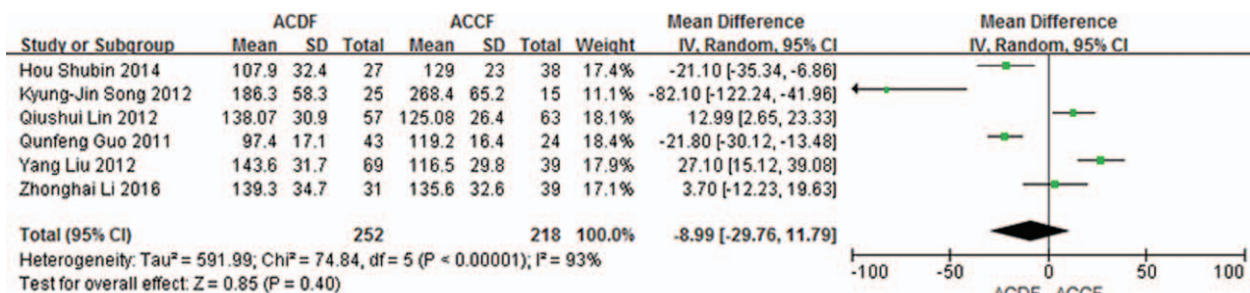 ACDF ACCF Mean Difference Mean Difference
Study or Subgroup Mean SD Total Mean SD Total Weight IV, Random, 95% CI IV, Random, 95% CI
Hou Shubin 2014 107.9 32.4 27 129 23 38 17.4% -21.10 [-35.34, -6.86]
Kyung-Jin Song 2012 186.3 58.3 25 268.4 65.2 15 11.1% -82.10 [-122.24, -41.96]
Qiushui Lin 2012 138.07 30.9 57 125.08 26.4 63 18.1% 12.99 [2.65, 23.33]
Qunfeng Guo 2011 97.4 17.1 43 119.2 16.4 24 18.4% -21.80 [-30.12, -13.48]
Yang Liu 2012 143.6 31.7 69 116.5 29.8 39 17.9% 27.10 [15.12, 39.08]
Zhonghai Li 2016 139.3 34.7 31 135.6 32.6 39 17.1% 3.70 [-12.23, 19.63]
Total (95% CI) 252 218 100.0% -8.99 [-29.76, 11.79]
Heterogeneity: Tau² = 591.99; Chi² = 74.84, df = 5 (P < 0.00001); I² = 93%
-100 -50 0 50 100
Test for overall effect: Z = 0.85 (P = 0.40)
ACDF ACCF